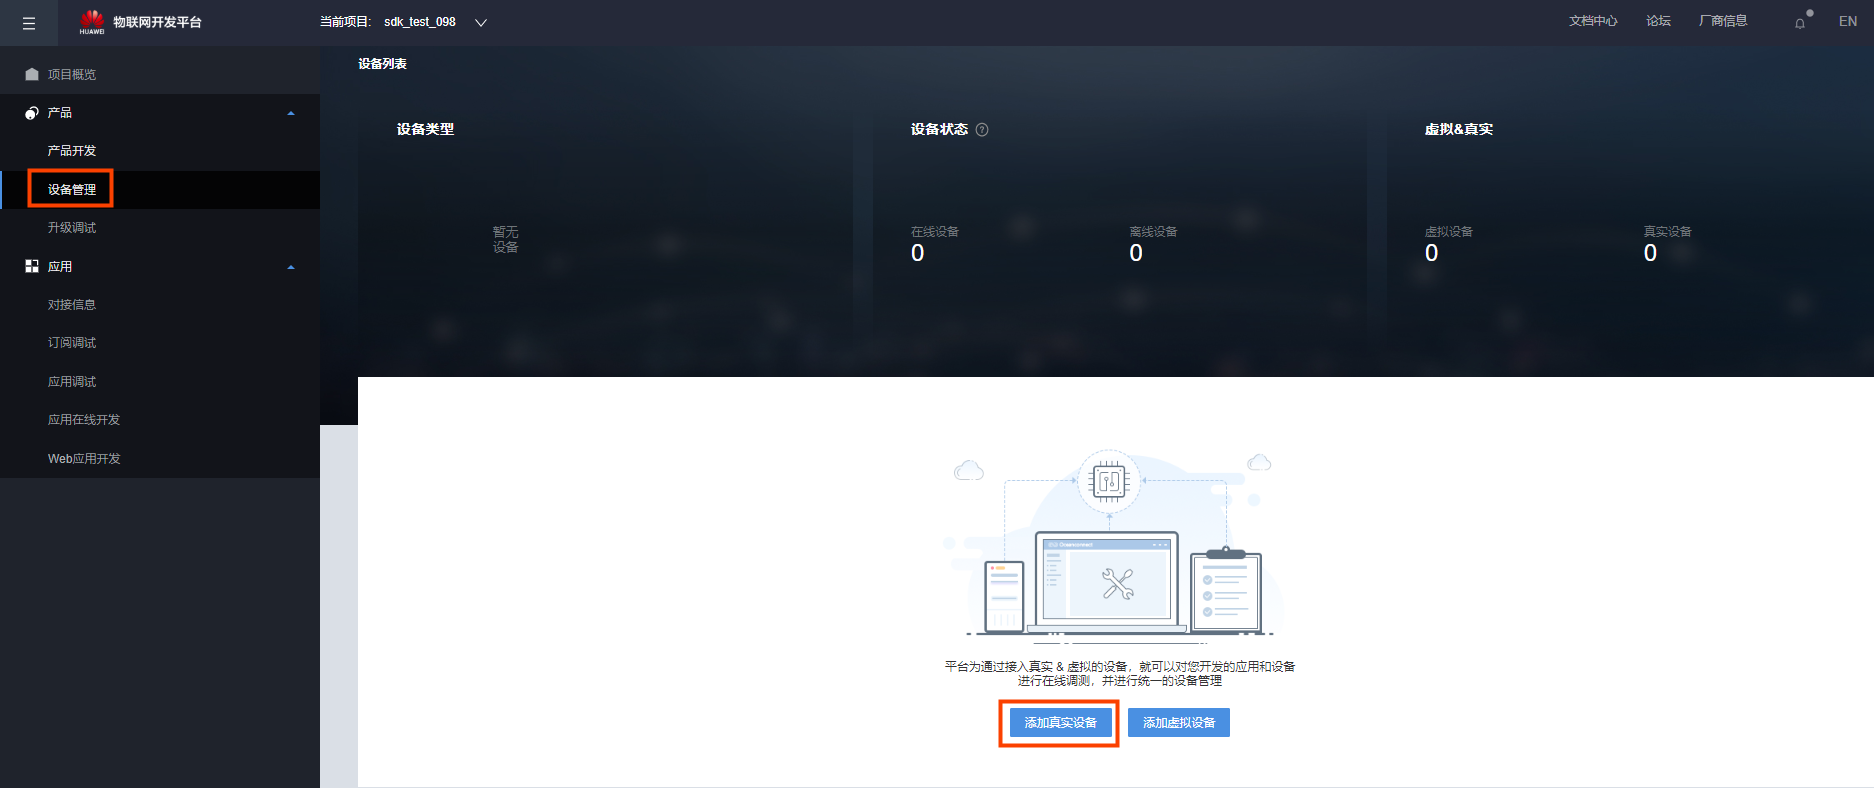 HUAWEI
物联网开发平台
当前项目: sdk_test_098
文档中心
论坛
厂商信息
EN
项目概览
产品
产品开发
设备管理
升级调试
应用
对接信息
订阅调试
应用调试
应用在线开发
Web应用开发
设备列表
设备类型
暂无
设备
设备状态 ?
在线设备
0
离线设备
0
虚拟&真实
虚拟设备
0
真实设备
0
平台为通过接入真实 & 虚拟的设备，就可以对您开发的应用和设备
进行在线调测，并进行统一的设备管理
添加真实设备
添加虚拟设备